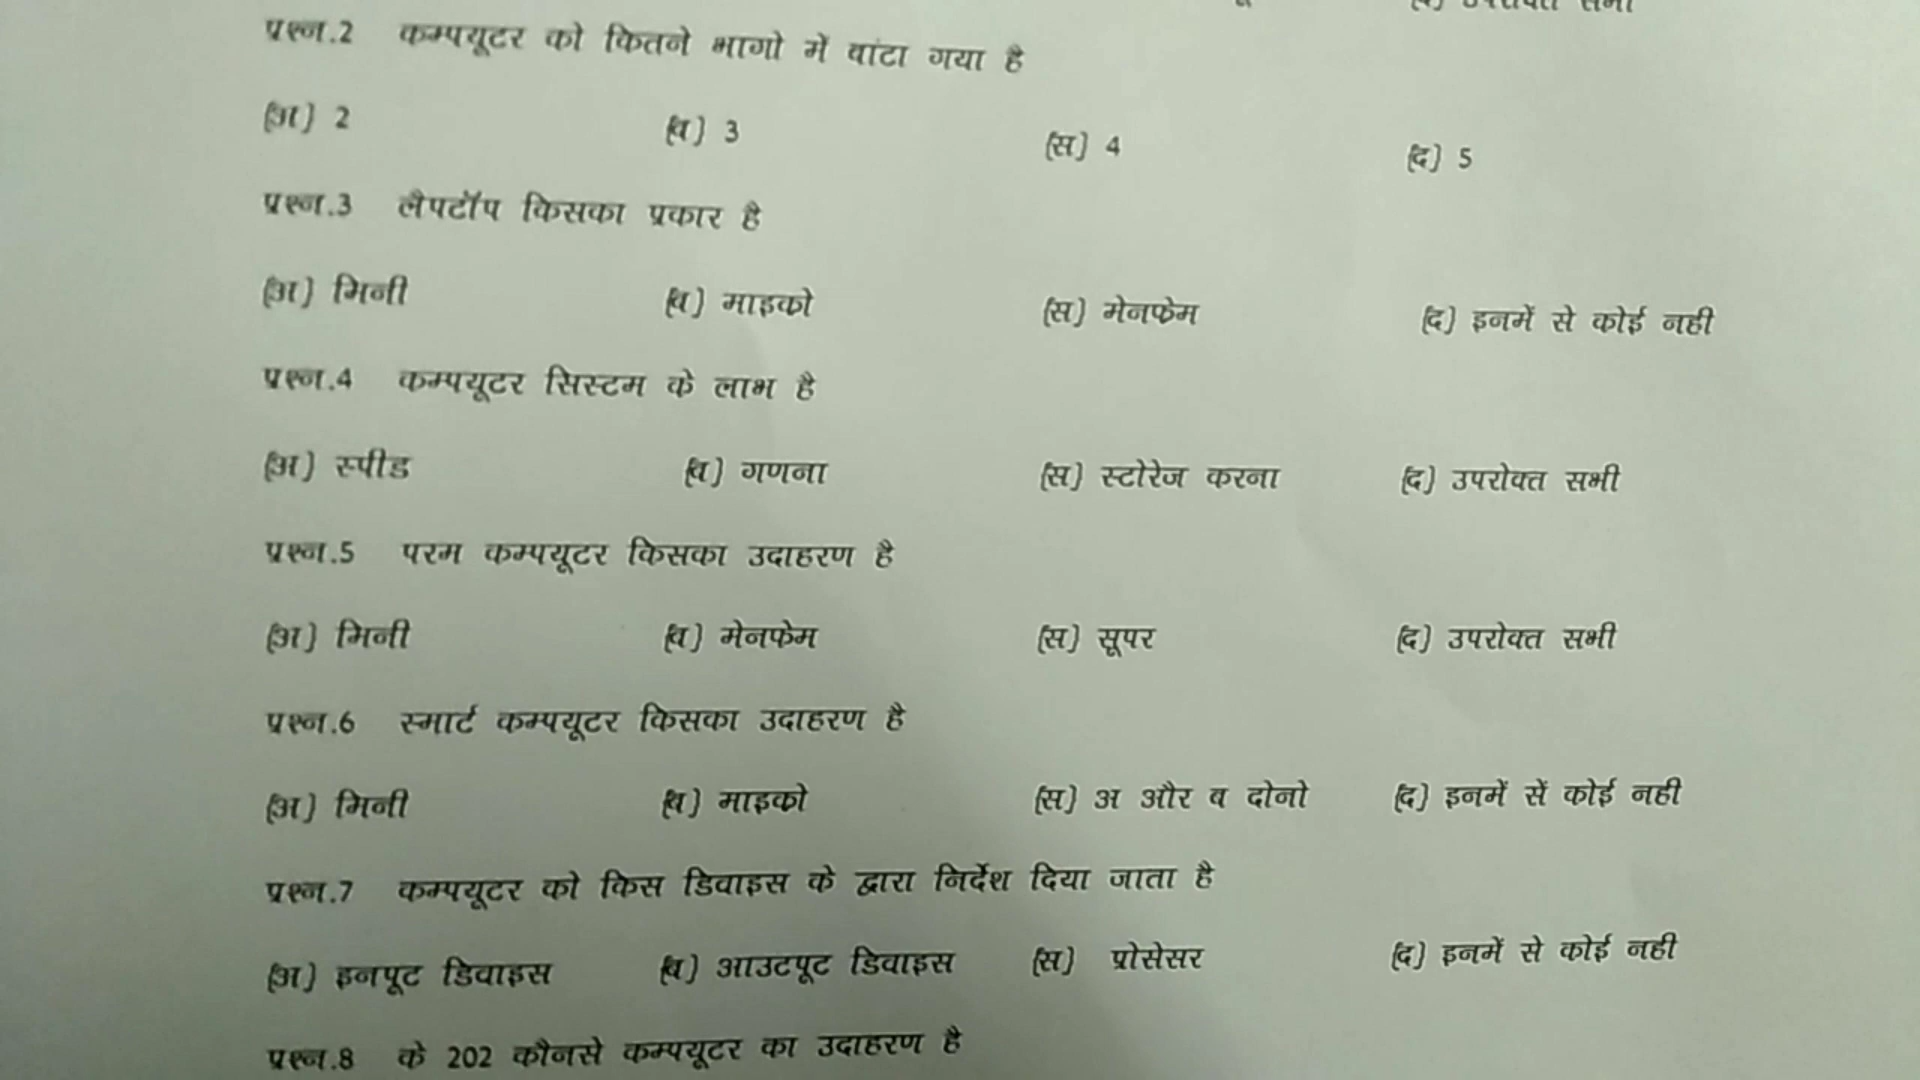 उपरोक्त सभी
प्रश्न.2 कम्पयूटर को कितने भागो में बांटा गया है
(अ) 2 (ब) 3 (स) 4 (द) 5
प्रश्न.3 लैपटॉप किसका प्रकार है
(अ) मिनी (ब) माइको (स) मेनफेम (द) इनमें से कोई नही
प्रश्न.4 कम्पयूटर सिस्टम के लाभ है
(अ) स्पीड (ब) गणना (स) स्टोरेज करना (द) उपरोक्त सभी
प्रश्न.5 परम कम्पयूटर किसका उदाहरण है
(अ) मिनी (ब) मेनफेम (स) सूपर (द) उपरोक्त सभी
प्रश्न.6 स्मार्ट कम्पयूटर किसका उदाहरण है
(अ) मिनी (ब) माइको (स) अ और ब दोनो (द) इनमें सें कोई नही
प्रश्न.7 कम्पयूटर को किस डिवाइस के द्वारा निर्देश दिया जाता है
(अ) इनपूट डिवाइस (ब) आउटपूट डिवाइस (स) प्रोसेसर (द) इनमें से कोई नही
प्रश्न.8 के 202 कौनसे कम्पयूटर का उदाहरण है